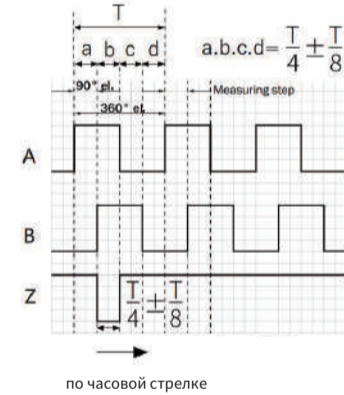 T
a b c d
a.b.c.d= T/4 ± T/8
90° el.
Measuring step
360° el.
A
B
Z
T/4 ± T/8
по часовой стрелке